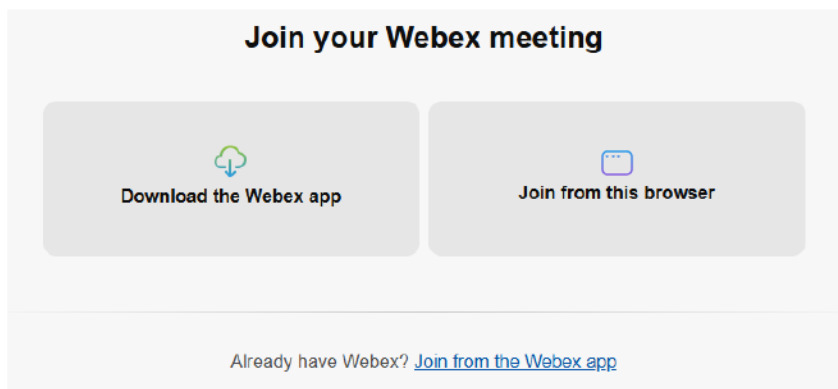 Join your Webex meeting
Download the Webex app
Join from this browser
Already have Webex? Join from the Webex app